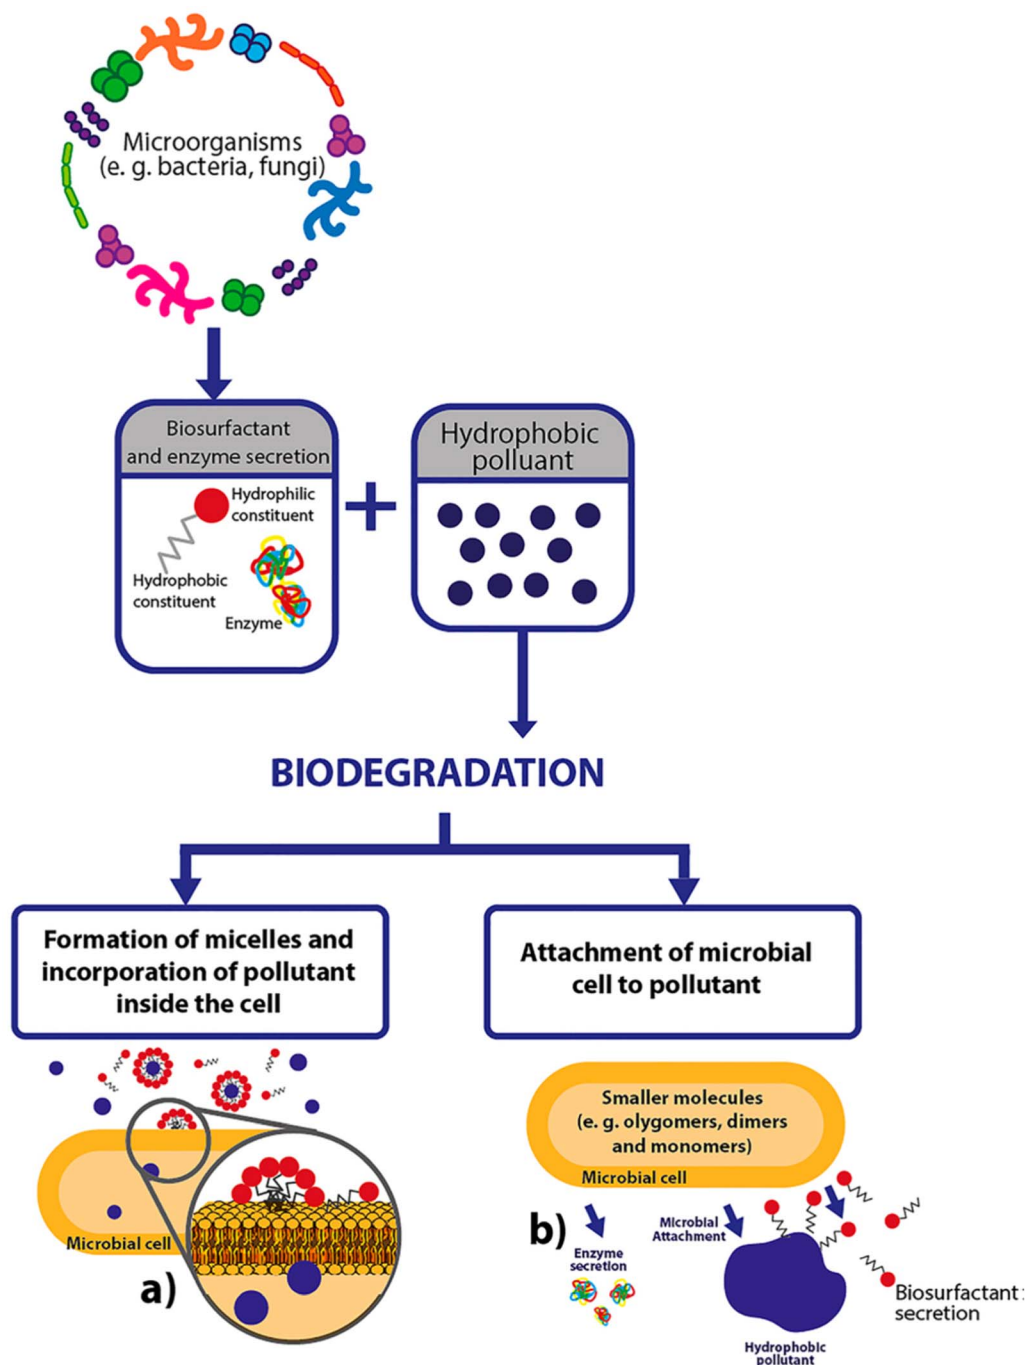 Microorganisms
(e. g. bacteria, fungi)
Biosurfactant
and enzyme secretion
Hydrophilic
constituent
Hydrophobic
constituent
Enzyme
+
Hydrophobic
polluant
BIODEGRADATION
Formation of micelles and
incorporation of pollutant
inside the cell
Microbial cell
a)
Attachment of microbial
cell to pollutant
Smaller molecules
(e. g. olygomers, dimers
and monomers)
Microbial cell
b)
Enzyme
secretion
Microbial
Attachment
Biosurfactant:
secretion
Hydrophobic
pollutant